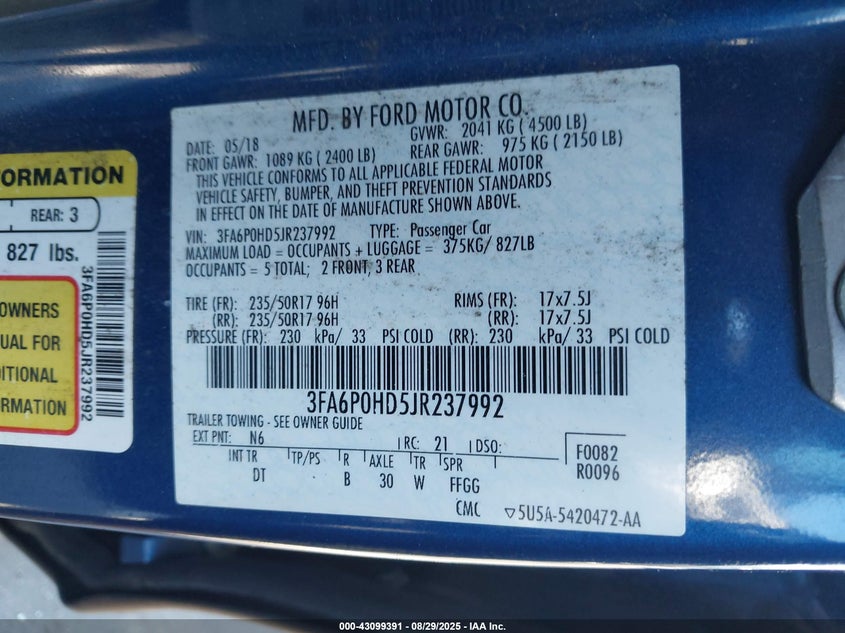 MFD. BY FORD MOTOR CO.
DATE: 05/18 GVWR: 2041 KG ( 4500 LB)
FRONT GAWR: 1089 KG ( 2400 LB) REAR GAWR: 975 KG ( 2150 LB)
THIS VEHICLE CONFORMS TO ALL APPLICABLE FEDERAL MOTOR
VEHICLE SAFETY, BUMPER, AND THEFT PREVENTION STANDARDS
IN EFFECT ON THE DATE OF MANUFACTURE SHOWN ABOVE.
VIN: 3FA6P0HD5JR237992 TYPE: Passenger Car
MAXIMUM LOAD = OCCUPANTS + LUGGAGE = 375KG/ 827LB
OCCUPANTS = 5 TOTAL; 2 FRONT, 3 REAR
TIRE (FR): 235/50R17 96H RIMS (FR): 17x7.5J
(RR): 235/50R17 96H (RR): 17x7.5J
PRESSURE (FR): 230 kPa/ 33 PSI COLD (RR): 230 kPa/ 33 PSI COLD
3FA6P0HD5JR237992
TRAILER TOWING - SEE OWNER GUIDE
EXT PNT: N6 RC: 21 DSO: F0082
INT TR TP/PS R AXLE TR SPR R0096
DT B 30 W FFGG
CMC ▽5U5A-5420472-AA
ORMATION
REAR: 3
827 lbs.
OWNERS
UAL FOR
DITIONAL
ORMATION
3FA6P0HD5JR237992
000-43099391 - 08/29/2025 - IAA Inc.